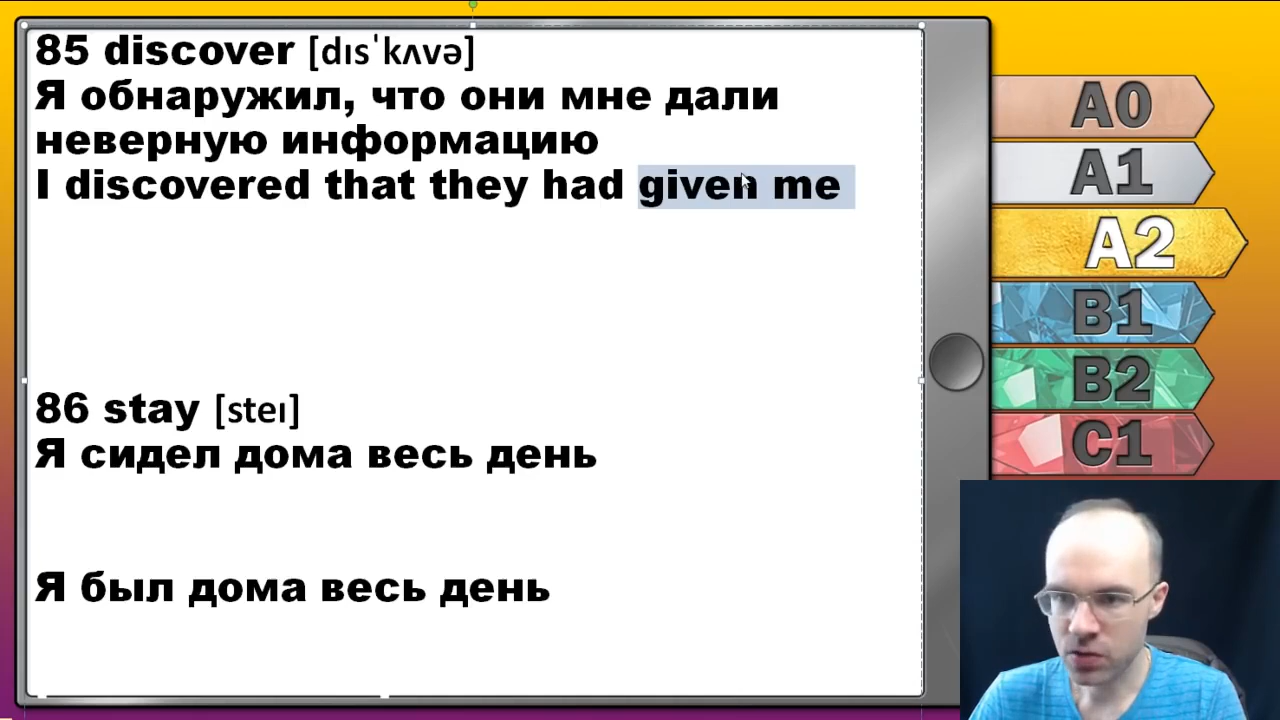 85 discover [dɪsˈkʌvə]
Я обнаружил, что они мне дали
неверную информацию
I discovered that they had given me
86 stay [steɪ]
Я сидел дома весь день
Я был дома весь день
A0
A1
A2
B1
B2
C1